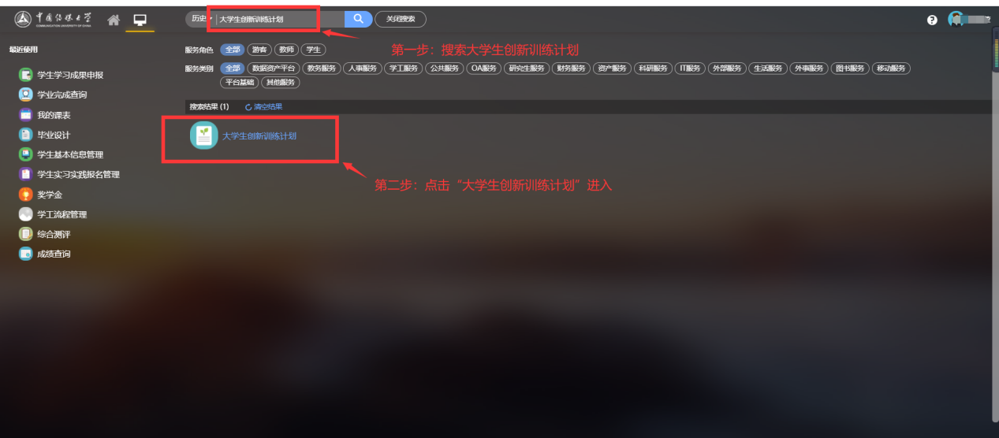 中国传媒大学
COMMUNICATION UNIVERSITY OF CHINA
历史
大学生创新训练计划
关闭搜索
最近使用
学生学习成果申报
学业完成查询
我的课表
毕业设计
学生基本信息管理
学生实习实践报名管理
奖学金
学工流程管理
综合测评
成绩查询
服务角色 全部 游客 教师 学生
第一步：搜索大学生创新训练计划
服务类别 全部 数据资产平台 教务服务 人事服务 学工服务 公共服务 OA服务 研究生服务 财务服务 资产服务 科研服务 IT服务 外部服务 生活服务 外事服务 图书服务 移动服务
平台基础 其他服务
搜索结果 (1) 清空结果
大学生创新训练计划
第二步：点击“大学生创新训练计划”进入